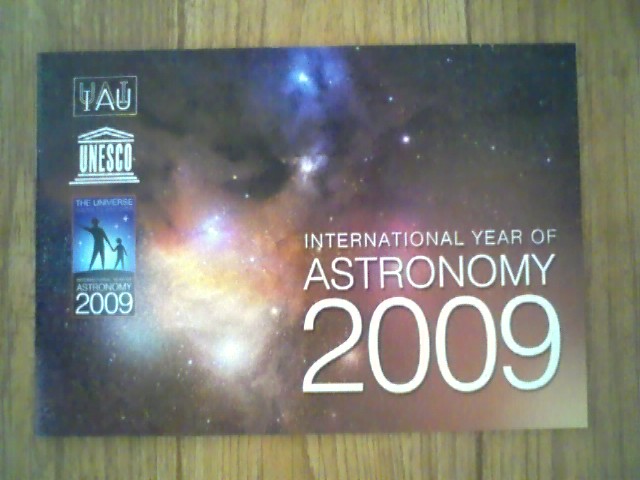 IAU
UNESCO
THE UNIVERSE
ASTRONOMY
2009
INTERNATIONAL YEAR OF
ASTRONOMY
2009